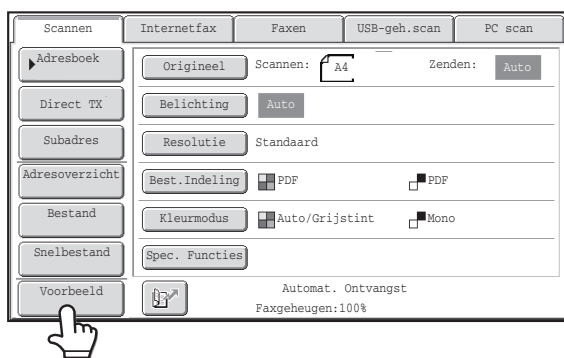 Scannen Internetfax Faxen USB-geh.scan PC scan
Adresboek Origineel Scannen: A4 Zenden: Auto
Direct TX Belichting Auto
Subadres Resolutie Standaard
Adresoverzicht Best.Indeling PDF PDF
Bestand Kleurmodus Auto/Grijstint Mono
Snelbestand Spec. Functies
Voorbeeld Automat. Ontvangst
Faxgeheugen:100%